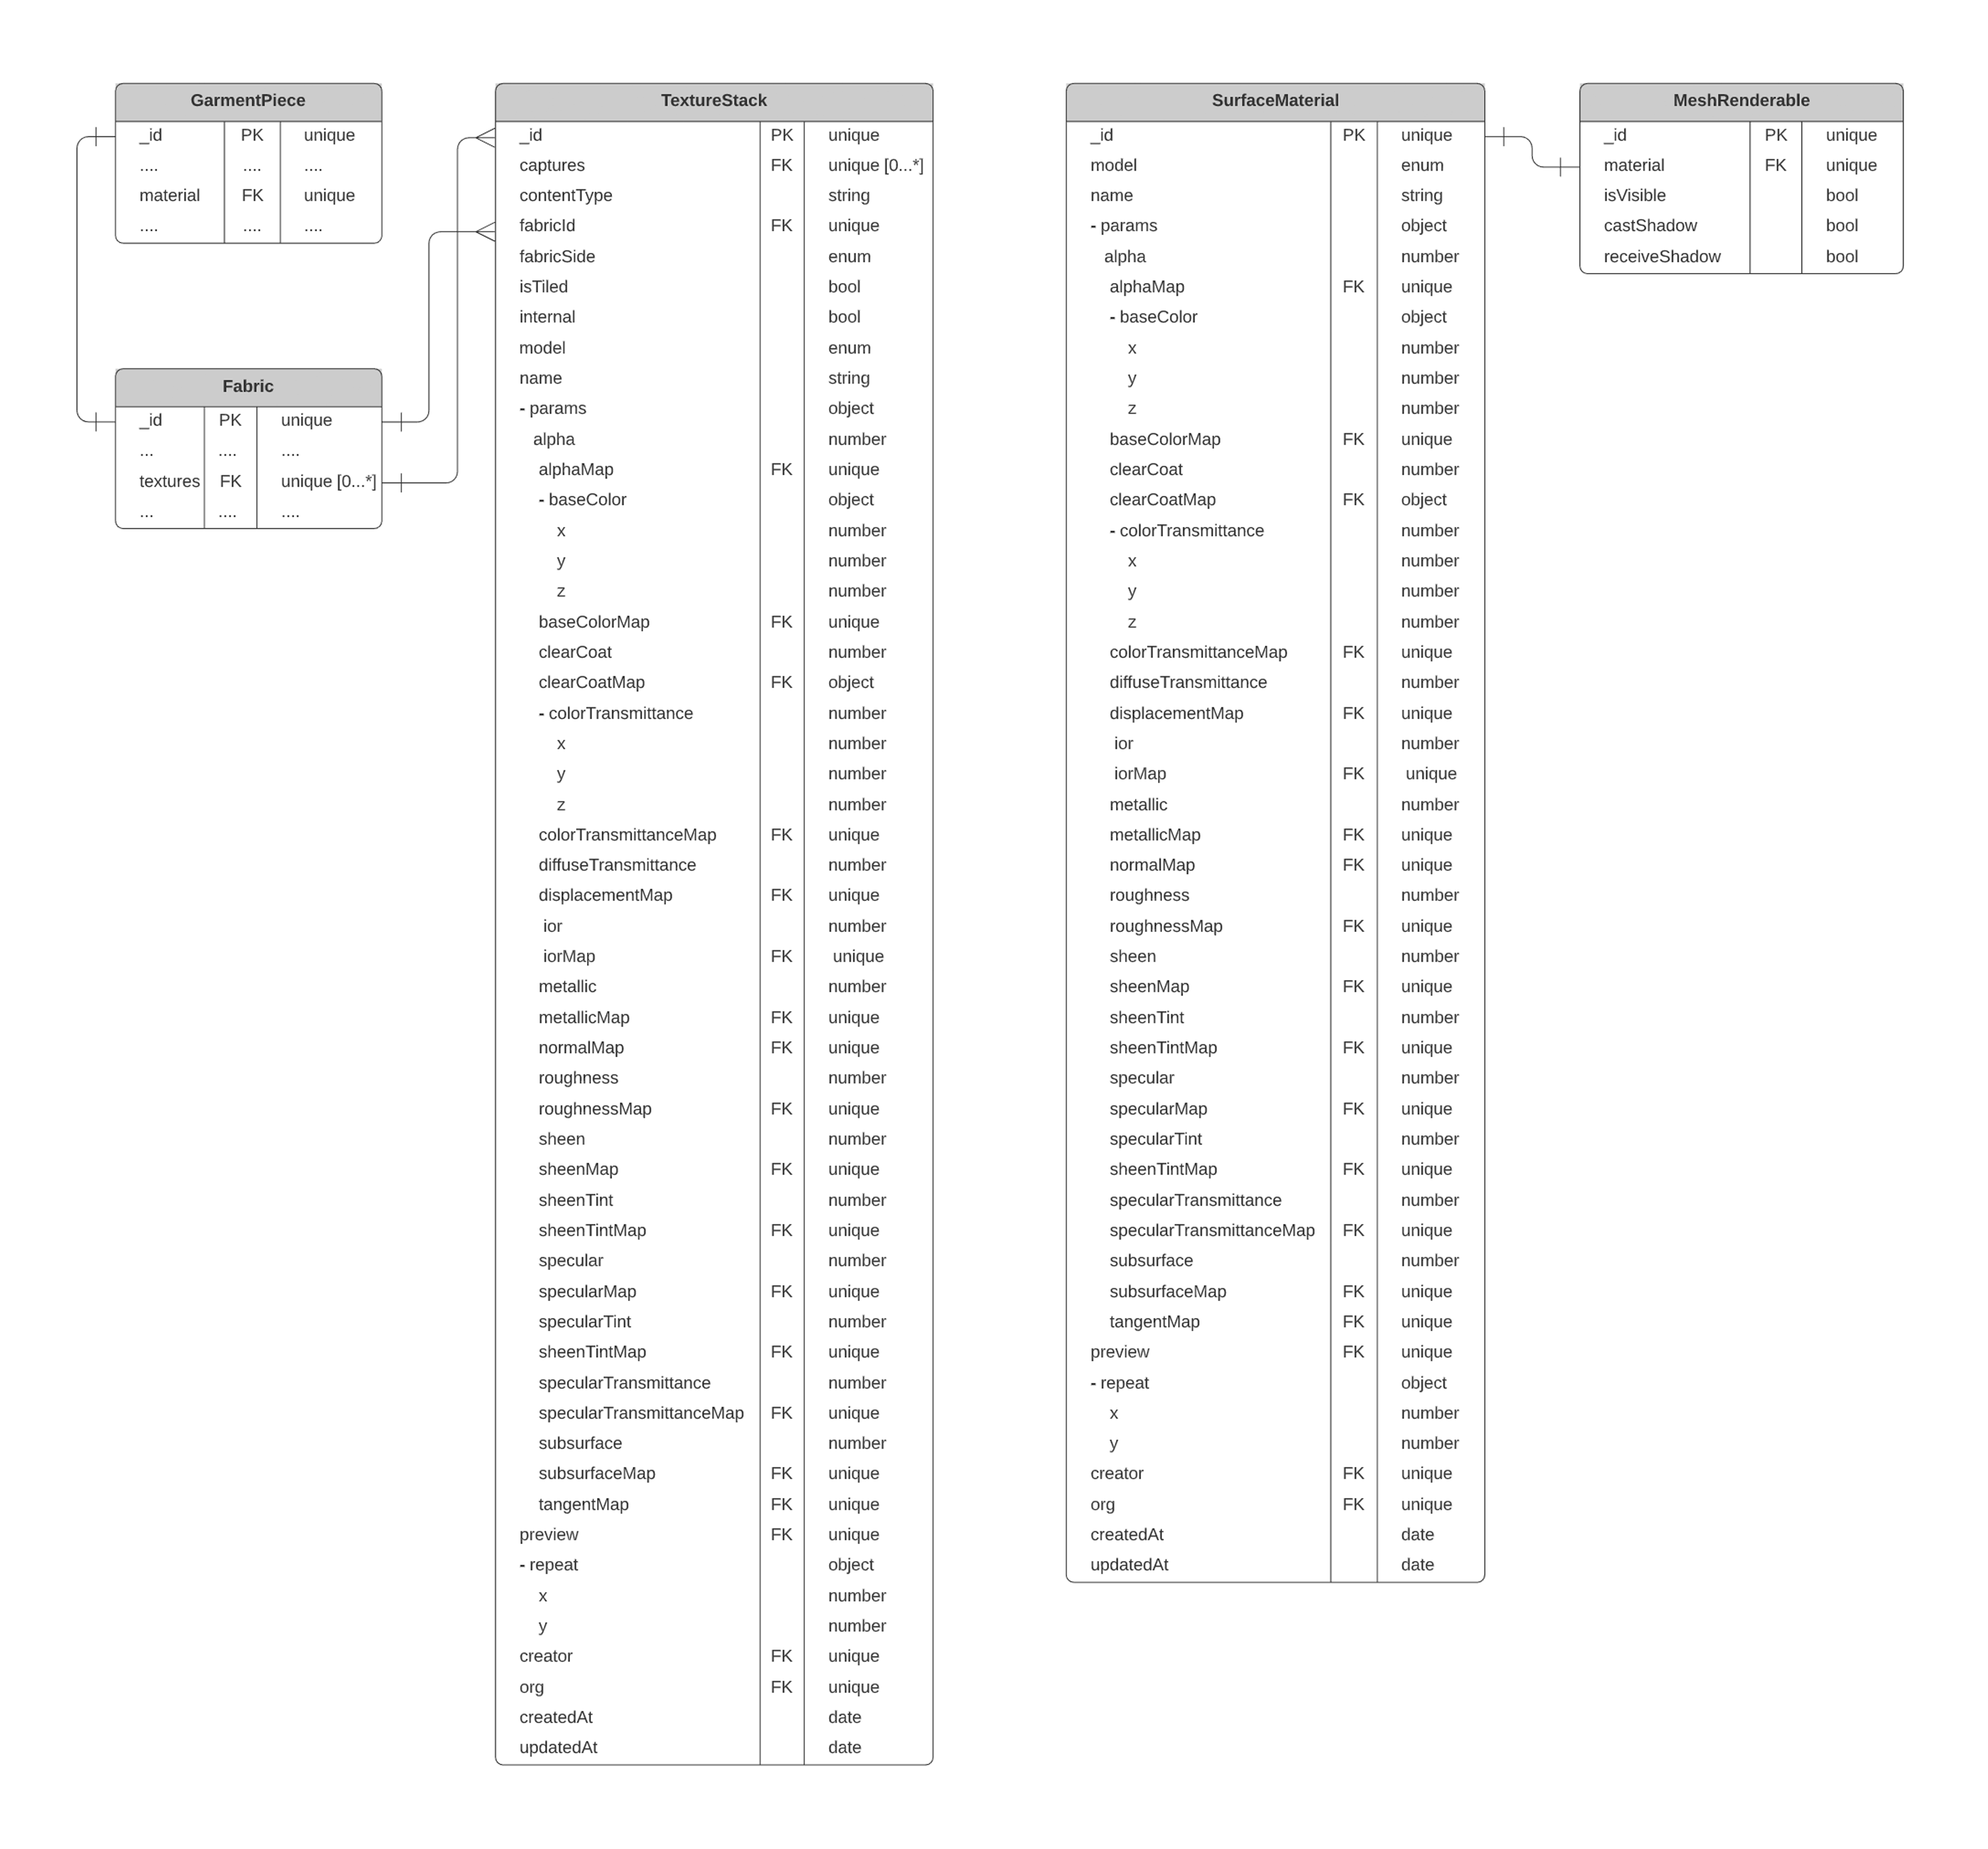 GarmentPiece
_id PK unique
.... .... ....
material FK unique
.... .... ....
Fabric
_id PK unique
... .... ....
textures FK unique [0...*]
... .... ....
TextureStack
_id PK unique
captures FK unique [0...*]
contentType string
fabricId FK unique
fabricSide enum
isTiled bool
internal bool
model enum
name string
- params object
alpha number
alphaMap FK unique
- baseColor object
x number
y number
z number
baseColorMap FK unique
clearCoat number
clearCoatMap FK object
- colorTransmittance number
x number
y number
z number
colorTransmittanceMap FK unique
diffuseTransmittance number
displacementMap FK unique
ior number
iorMap FK unique
metallic number
metallicMap FK unique
normalMap FK unique
roughness number
roughnessMap FK unique
sheen number
sheenMap FK unique
sheenTint number
sheenTintMap FK unique
specular number
specularMap FK unique
specularTint number
sheenTintMap FK unique
specularTransmittance number
specularTransmittanceMap FK unique
subsurface number
subsurfaceMap FK unique
tangentMap FK unique
preview FK unique
- repeat object
x number
y number
creator FK unique
org FK unique
createdAt date
updatedAt date
SurfaceMaterial
_id PK unique
model enum
name string
- params object
alpha number
alphaMap FK unique
- baseColor object
x number
y number
z number
baseColorMap FK unique
clearCoat number
clearCoatMap FK object
- colorTransmittance number
x number
y number
z number
colorTransmittanceMap FK unique
diffuseTransmittance number
displacementMap FK unique
ior number
iorMap FK unique
metallic number
metallicMap FK unique
normalMap FK unique
roughness number
roughnessMap FK unique
sheen number
sheenMap FK unique
sheenTint number
sheenTintMap FK unique
specular number
specularMap FK unique
specularTint number
sheenTintMap FK unique
specularTransmittance number
specularTransmittanceMap FK unique
subsurface number
subsurfaceMap FK unique
tangentMap FK unique
preview FK unique
- repeat object
x number
y number
creator FK unique
org FK unique
createdAt date
updatedAt date
MeshRenderable
_id PK unique
material FK unique
isVisible bool
castShadow bool
receiveShadow bool